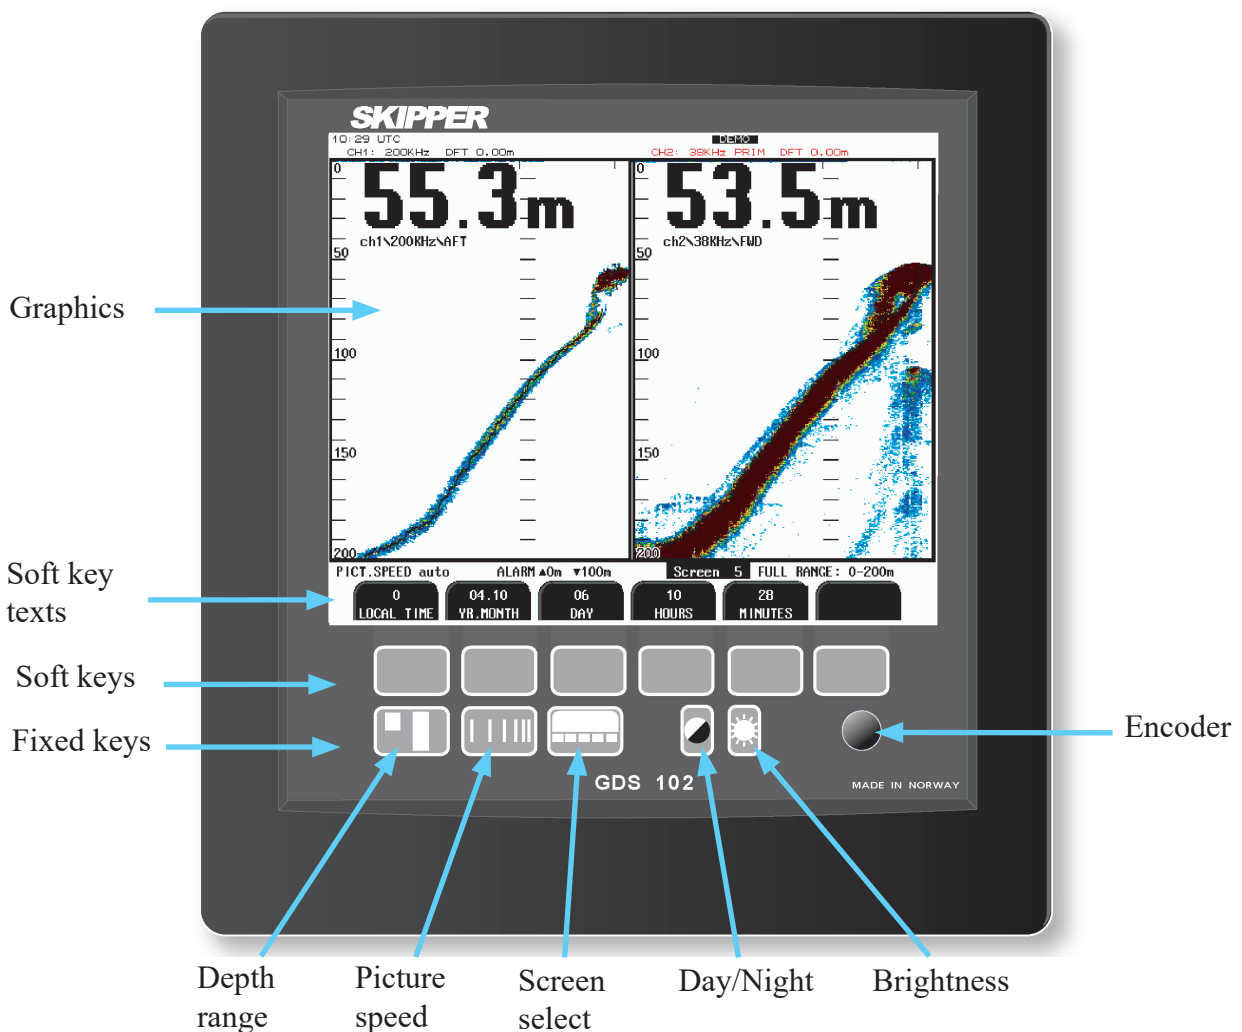 SKIPPER
10:29 UTC
DEMO
CH1: 200KHz DFT 0.00m
CH2: 38KHz PRIM DFT 0.00m
0
55.3m
ch1\200KHz\AFT
50
100
150
200
0
53.5m
ch2\38KHz\FWD
50
100
150
200
PICT.SPEED auto ALARM ▲0m ▼100m Screen 5 FULL RANGE: 0-200m
0
LOCAL TIME
04.10
YR.MONTH
06
DAY
10
HOURS
28
MINUTES
Graphics
Soft key
texts
Soft keys
Fixed keys
Encoder
GDS 102
MADE IN NORWAY
Depth
range
Picture
speed
Screen
select
Day/Night
Brightness